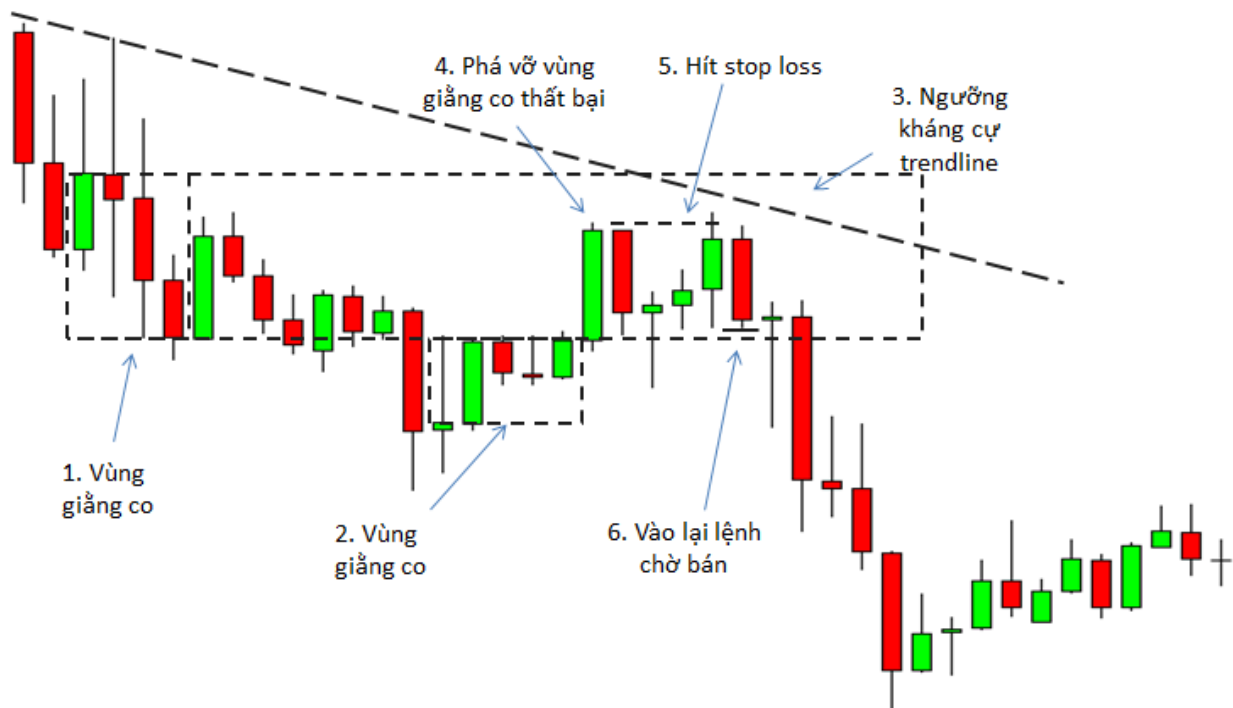 4. Phá vỡ vùng
giằng co thất bại
5. Hít stop loss
3. Ngưỡng
kháng cự
trendline
1. Vùng
giằng co
2. Vùng
giằng co
6. Vào lại lệnh
chờ bán